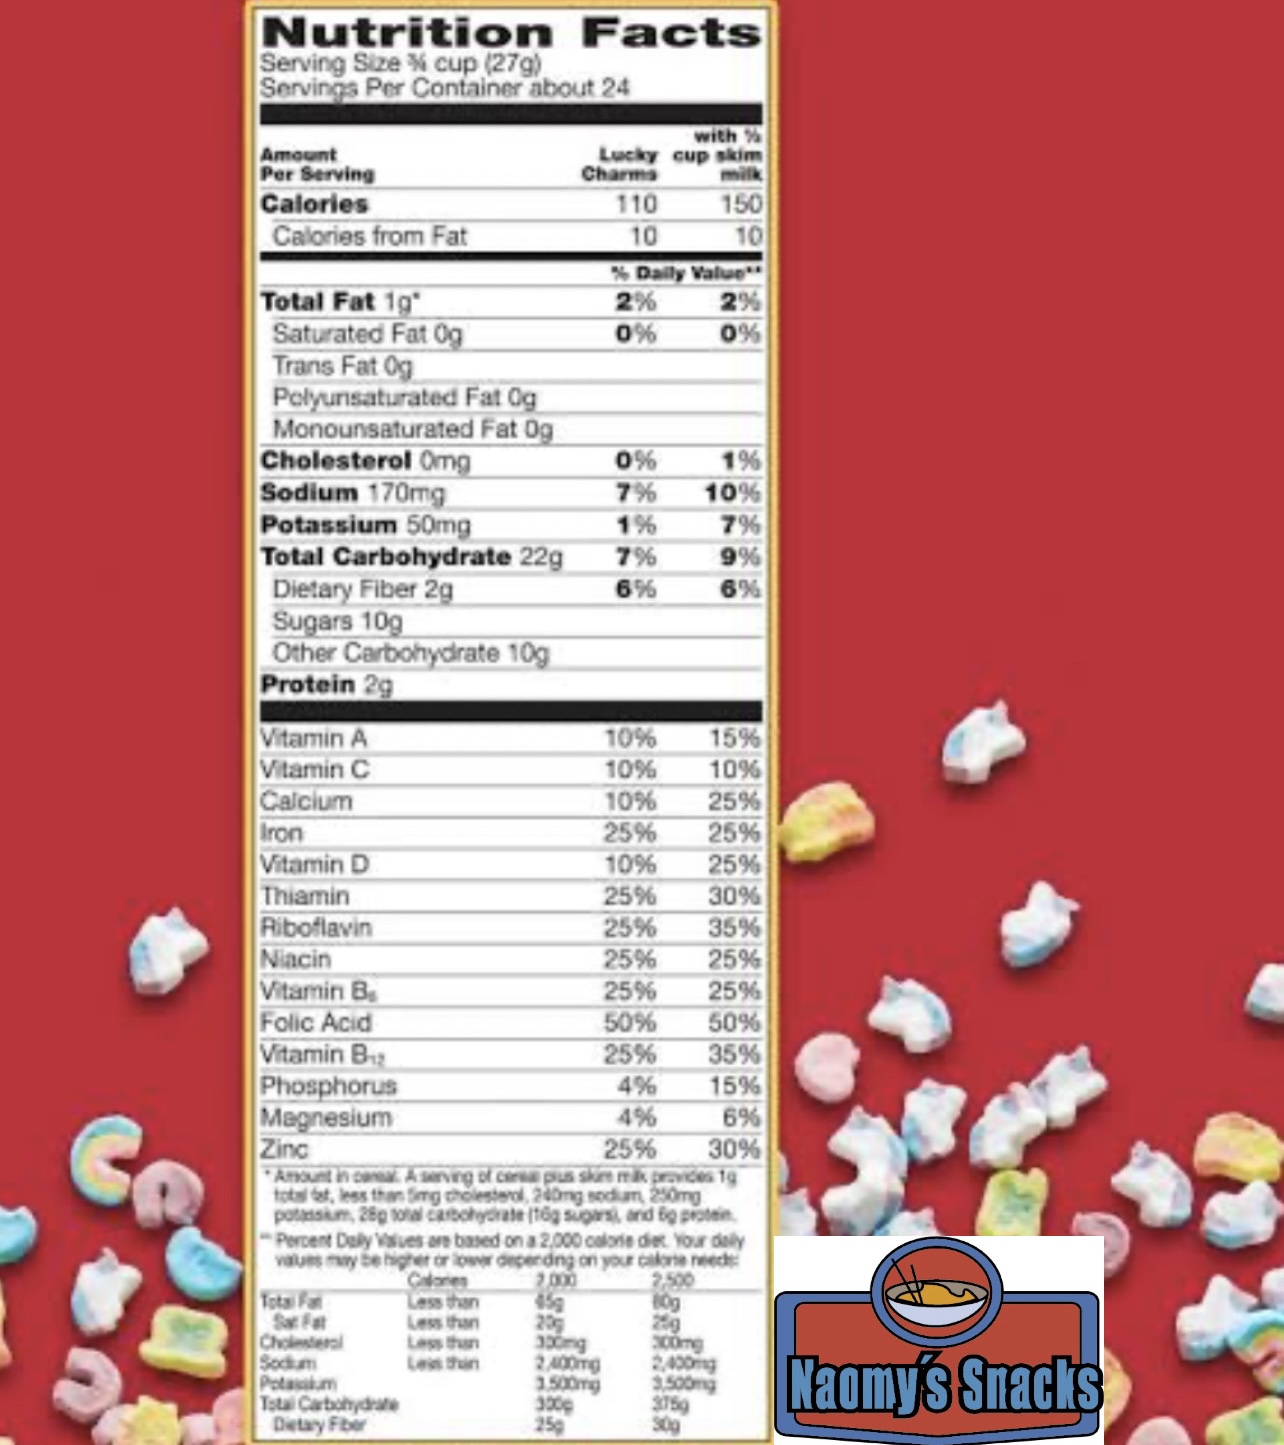 Nutrition Facts
Serving Size ¾ cup (27g)
Servings Per Container about 24
Amount Per Serving Lucky Charms with ½ cup skim milk
Calories 110 150
Calories from Fat 10 10
% Daily Value**
Total Fat 1g* 2% 2%
Saturated Fat 0g 0% 0%
Trans Fat 0g
Polyunsaturated Fat 0g
Monounsaturated Fat 0g
Cholesterol 0mg 0% 1%
Sodium 170mg 7% 10%
Potassium 50mg 1% 7%
Total Carbohydrate 22g 7% 9%
Dietary Fiber 2g 6% 6%
Sugars 10g
Other Carbohydrate 10g
Protein 2g
Vitamin A 10% 15%
Vitamin C 10% 10%
Calcium 10% 25%
Iron 25% 25%
Vitamin D 10% 25%
Thiamin 25% 30%
Riboflavin 25% 35%
Niacin 25% 25%
Vitamin B₆ 25% 25%
Folic Acid 50% 50%
Vitamin B₁₂ 25% 35%
Phosphorus 4% 15%
Magnesium 4% 6%
Zinc 25% 30%
* Amount in cereal. A serving of cereal plus skim milk provides 1g
total fat, less than 5mg cholesterol, 240mg sodium, 250mg
potassium, 28g total carbohydrate (16g sugars), and 6g protein.
** Percent Daily Values are based on a 2,000 calorie diet. Your daily
values may be higher or lower depending on your calorie needs:
Calories 2,000 2,500
Total Fat Less than 65g 80g
Sat Fat Less than 20g 25g
Cholesterol Less than 300mg 300mg
Sodium Less than 2,400mg 2,400mg
Potassium 3,500mg 3,500mg
Total Carbohydrate 300g 375g
Dietary Fiber 25g 30g
Naomy's Snacks